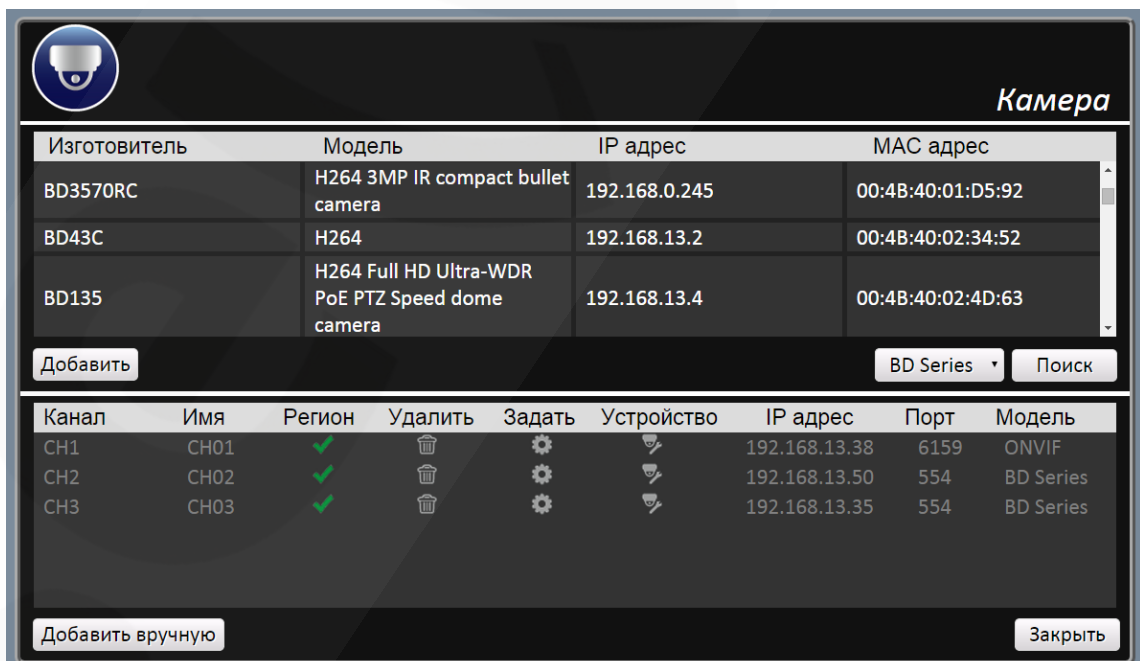 Камера
Изготовитель Модель IP адрес MAC адрес
BD3570RC H264 3MP IR compact bullet camera 192.168.0.245 00:4B:40:01:D5:92
BD43C H264 192.168.13.2 00:4B:40:02:34:52
BD135 H264 Full HD Ultra-WDR PoE PTZ Speed dome camera 192.168.13.4 00:4B:40:02:4D:63
Добавить BD Series Поиск
Канал Имя Регион Удалить Задать Устройство IP адрес Порт Модель
CH1 CH01 192.168.13.38 6159 ONVIF
CH2 CH02 192.168.13.50 554 BD Series
CH3 CH03 192.168.13.35 554 BD Series
Добавить вручную Закрыть